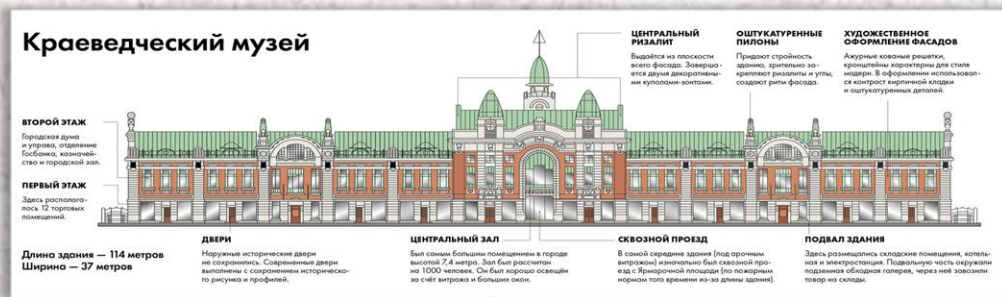 Краеведческий музей
ЦЕНТРАЛЬНЫЙ
РИЗАЛИТ
Выдаётся из плоскости
всего фасада. Заверша-
ется двумя декоративны-
ми куполами-зонтами.
ОШТУКАТУРЕННЫЕ
ПИЛОНЫ
Придают стройность
зданию, зрительно за-
крепляют ризалиты и углы,
создают ритм фасада.
ХУДОЖЕСТВЕННОЕ
ОФОРМЛЕНИЕ ФАСАДОВ
Ажурные кованые решетки,
кронштейны характерны для стиля
модерн. В оформлении использовал-
ся контраст кирпичной кладки
и оштукатуренных деталей.
ВТОРОЙ ЭТАЖ
Городская дума
и управа, отделение
Госбанка, казначей-
ство и городской зал.
ПЕРВЫЙ ЭТАЖ
Здесь располага-
лось 12 торговых
помещений.
Длина здания — 114 метров
Ширина — 37 метров
ДВЕРИ
Наружные исторические двери
не сохранились. Современные двери
выполнены с сохранением историческо-
го рисунка и профилей.
ЦЕНТРАЛЬНЫЙ ЗАЛ
Был самым большим помещением в городе
высотой 7,4 метра. Зал был рассчитан
на 1000 человек. Он был хорошо освещён
за счёт витража и больших окон.
СКВОЗНОЙ ПРОЕЗД
В самой середине здания (под арочным
витражом) изначально был сквозной про-
езд с Ярмарочной площади (по пожарным
нормам того времени из-за длины здания).
ПОДВАЛ ЗДАНИЯ
Здесь размещались складские помещения, котель-
ная и электростанция. Подвальную часть окружали
подземная обходная галерея, через неё завозили
товар на склады.